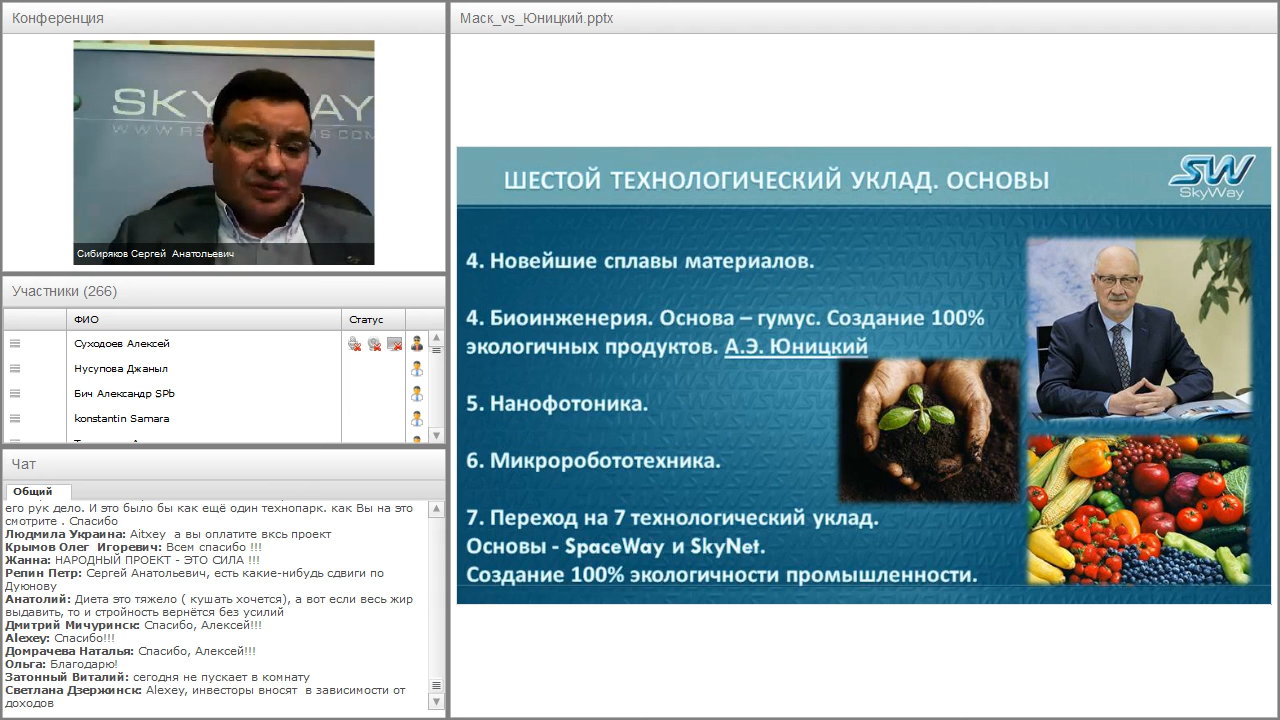 Конференция
SKYWAY
Сибиряков Сергей Анатольевич
Участники (266)
ФИО
Статус
Суходоев Алексей
Нусупова Джаныл
Бич Александр SPb
konstantin Samara
Чат
Общий
его рук дело. И это было бы как ещё один технопарк. как Вы на это
смотрите . Спасибо
Людмила Украина: Aitxey а вы оплатите вксь проект
Крымов Олег Игоревич: Всем спасибо !!!
Жанна: НАРОДНЫЙ ПРОЕКТ - ЭТО СИЛА !!!
Репин Петр: Сергей Анатольевич, есть какие-нибудь сдвиги по
Дуюнову
Анатолий: Диета это тяжело ( кушать хочется), а вот если весь жир
выдавить, то и стройность вернётся без усилий
Дмитрий Мичуринск: Спасибо, Алексей!!!
Alexey: Спасибо!!!
Домрачева Наталья: Спасибо, Алексей!!!
Ольга: Благодарю!
Затонный Виталий: сегодня не пускает в комнату
Светлана Дзержинск: Alexey, инвесторы вносят в зависимости от
доходов
Маск_vs_Юницкий.pptx
ШЕСТОЙ ТЕХНОЛОГИЧЕСКИЙ УКЛАД. ОСНОВЫ
SW
SkyWay
4. Новейшие сплавы материалов.
4. Биоинженерия. Основа – гумус. Создание 100%
экологичных продуктов. А.Э. Юницкий
5. Нанофотоника.
6. Микроробототехника.
7. Переход на 7 технологический уклад.
Основы - SpaceWay и SkyNet.
Создание 100% экологичности промышленности.